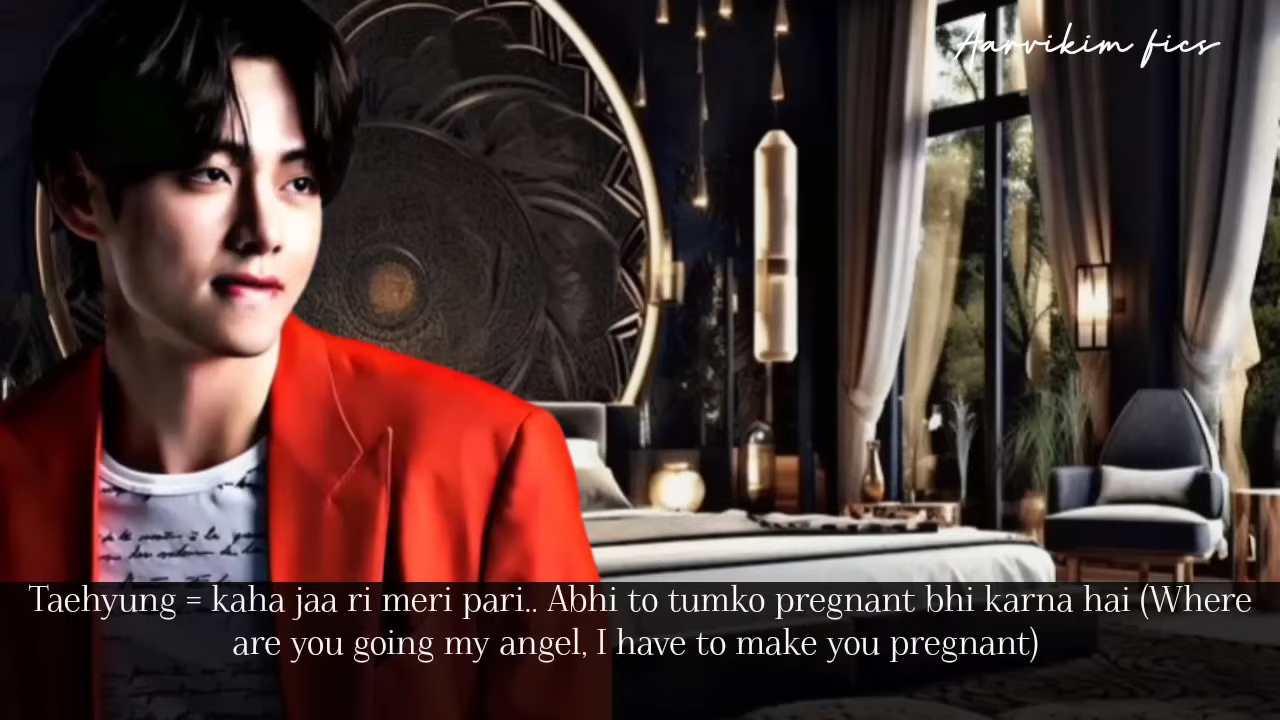 Aarvikim fics
Taehyung = kaha jaa ri meri pari.. Abhi to tumko pregnant bhi karna hai (Where
are you going my angel, I have to make you pregnant)